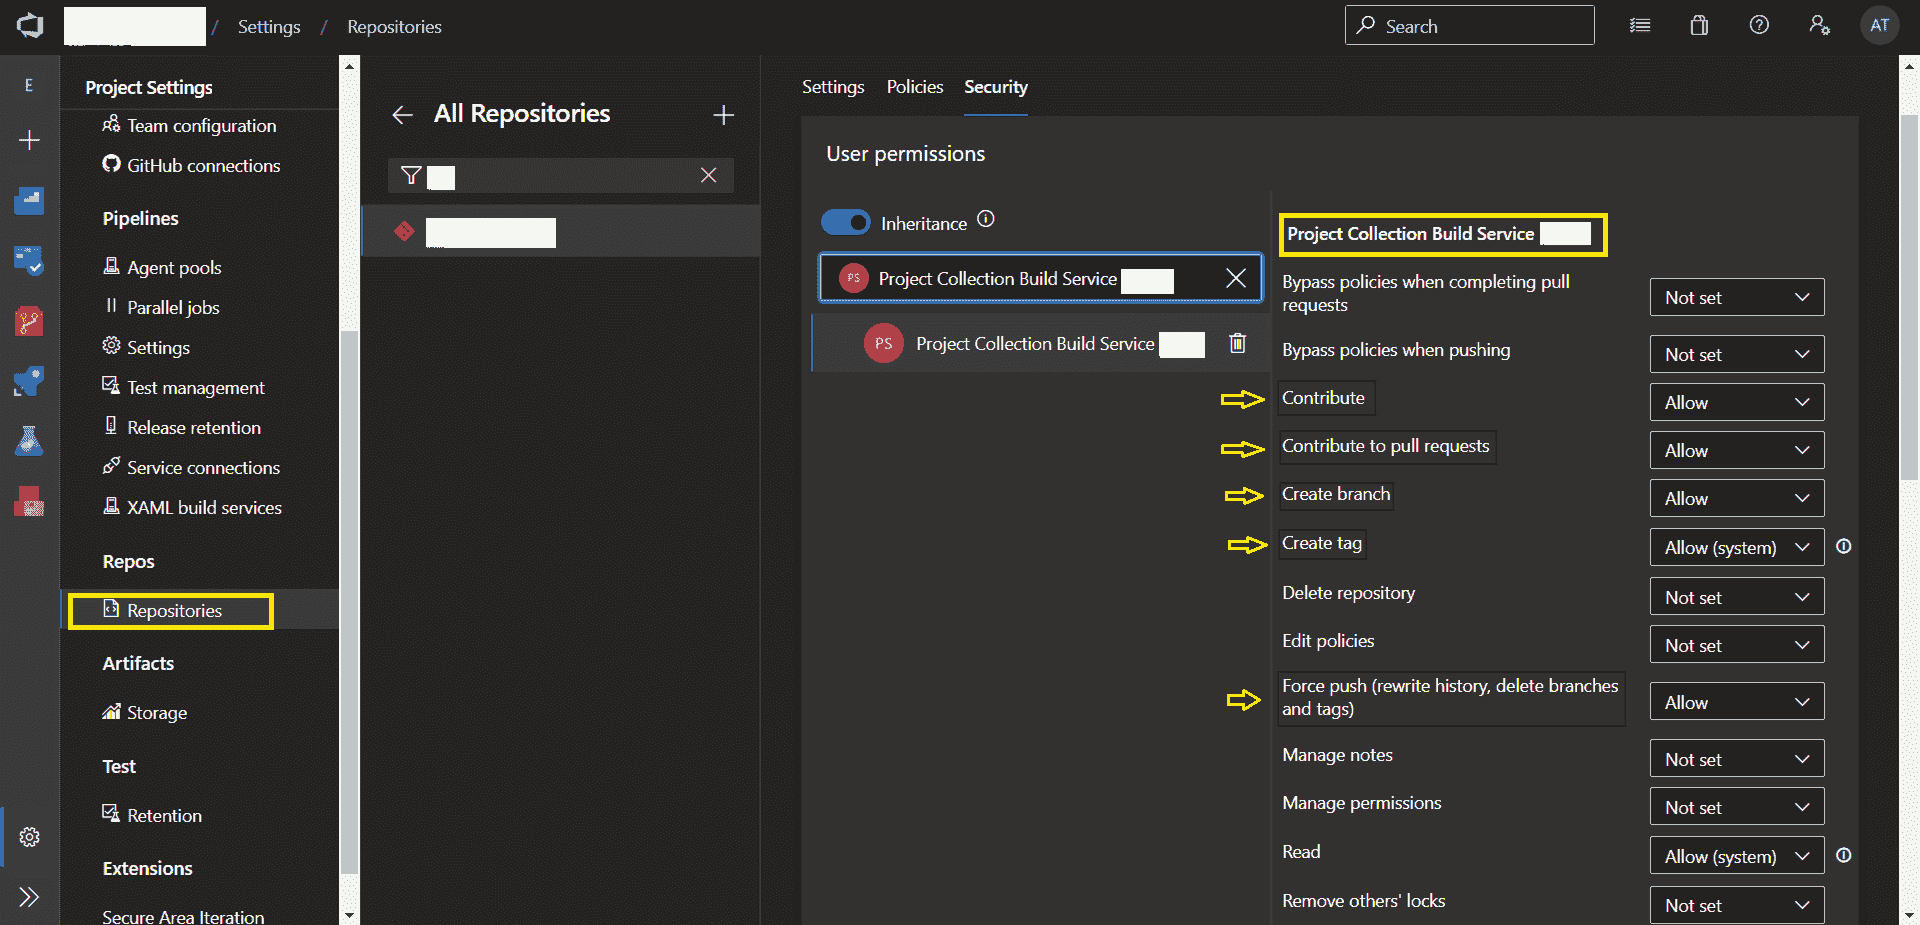 / Settings / Repositories
Search
AT
E
Project Settings
Team configuration
GitHub connections
Pipelines
Agent pools
Parallel jobs
Settings
Test management
Release retention
Service connections
XAML build services
Repos
Repositories
Artifacts
Storage
Test
Retention
Extensions
Secure Area Iteration
All Repositories
Settings Policies Security
User permissions
Inheritance
PS Project Collection Build Service
PS Project Collection Build Service
Project Collection Build Service
Bypass policies when completing pull
requests
Not set
Bypass policies when pushing
Not set
Contribute
Allow
Contribute to pull requests
Allow
Create branch
Allow
Create tag
Allow (system)
Delete repository
Not set
Edit policies
Not set
Force push (rewrite history, delete branches
and tags)
Allow
Manage notes
Not set
Manage permissions
Not set
Read
Allow (system)
Remove others' locks
Not set